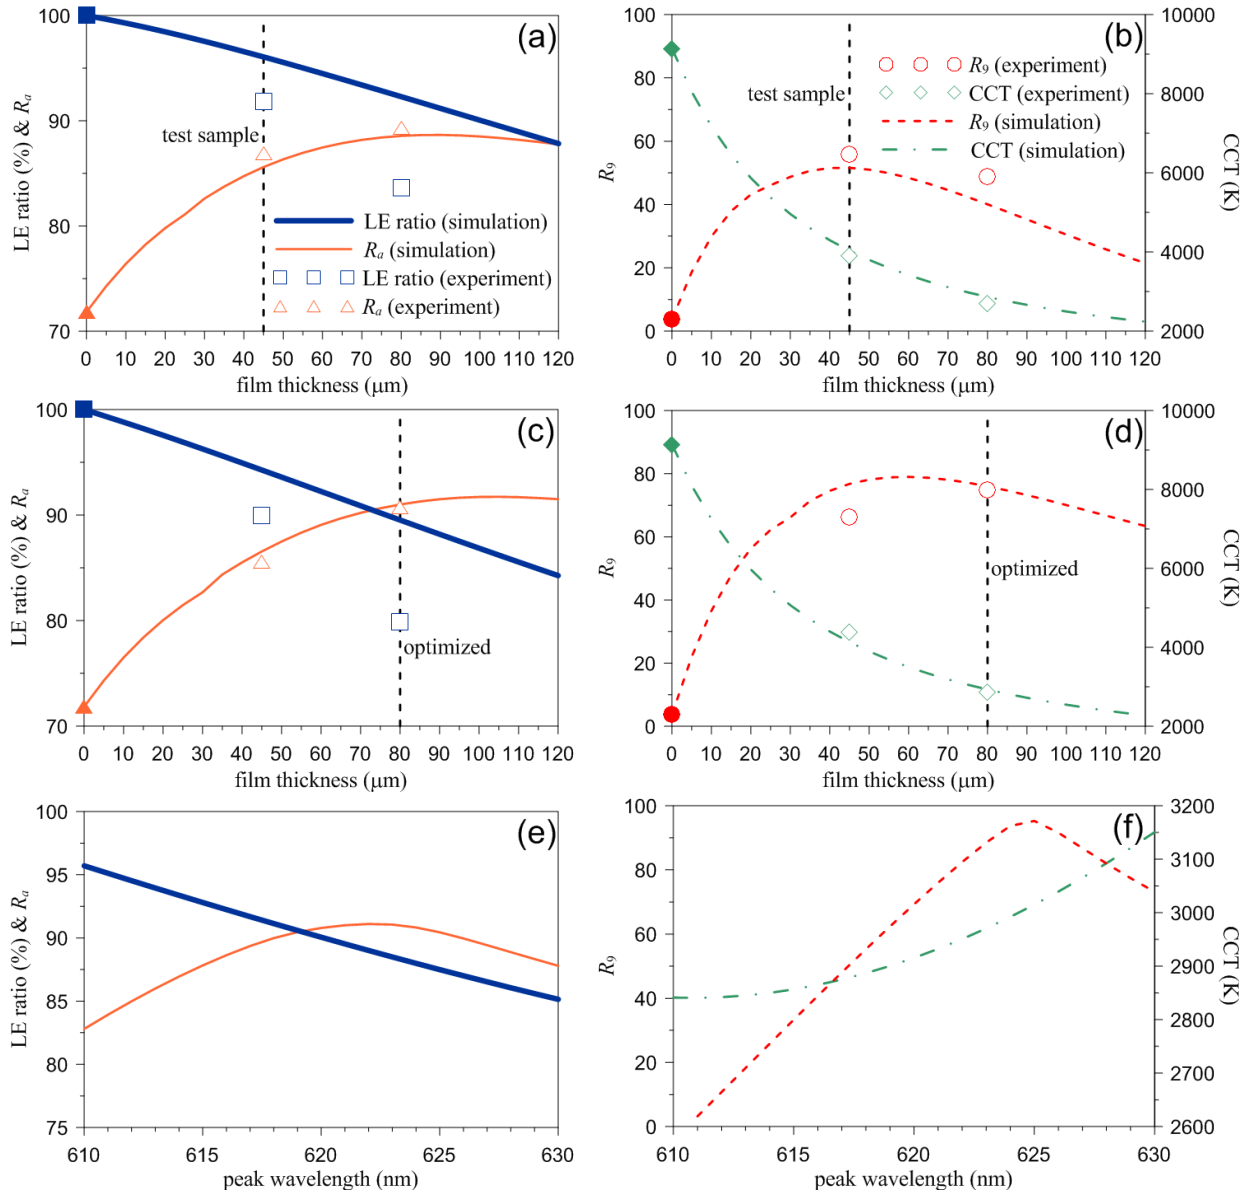 (a)
100
90
80
70
LE ratio (%) & Ra
test sample
LE ratio (simulation)
Ra (simulation)
LE ratio (experiment)
Ra (experiment)
0 10 20 30 40 50 60 70 80 90 100 110 120
film thickness (μm)
(b)
100
80
60
40
20
0
R9
10000
8000
6000
4000
2000
CCT (K)
test sample
R9 (experiment)
CCT (experiment)
R9 (simulation)
CCT (simulation)
0 10 20 30 40 50 60 70 80 90 100 110 120
film thickness (μm)
(c)
100
90
80
70
LE ratio (%) & Ra
optimized
0 10 20 30 40 50 60 70 80 90 100 110 120
film thickness (μm)
(d)
100
80
60
40
20
0
R9
10000
8000
6000
4000
2000
CCT (K)
optimized
0 10 20 30 40 50 60 70 80 90 100 110 120
film thickness (μm)
(e)
100
95
90
85
80
75
LE ratio (%) & Ra
610 615 620 625 630
peak wavelength (nm)
(f)
100
80
60
40
20
0
R9
3200
3100
3000
2900
2800
2700
2600
CCT (K)
610 615 620 625 630
peak wavelength (nm)